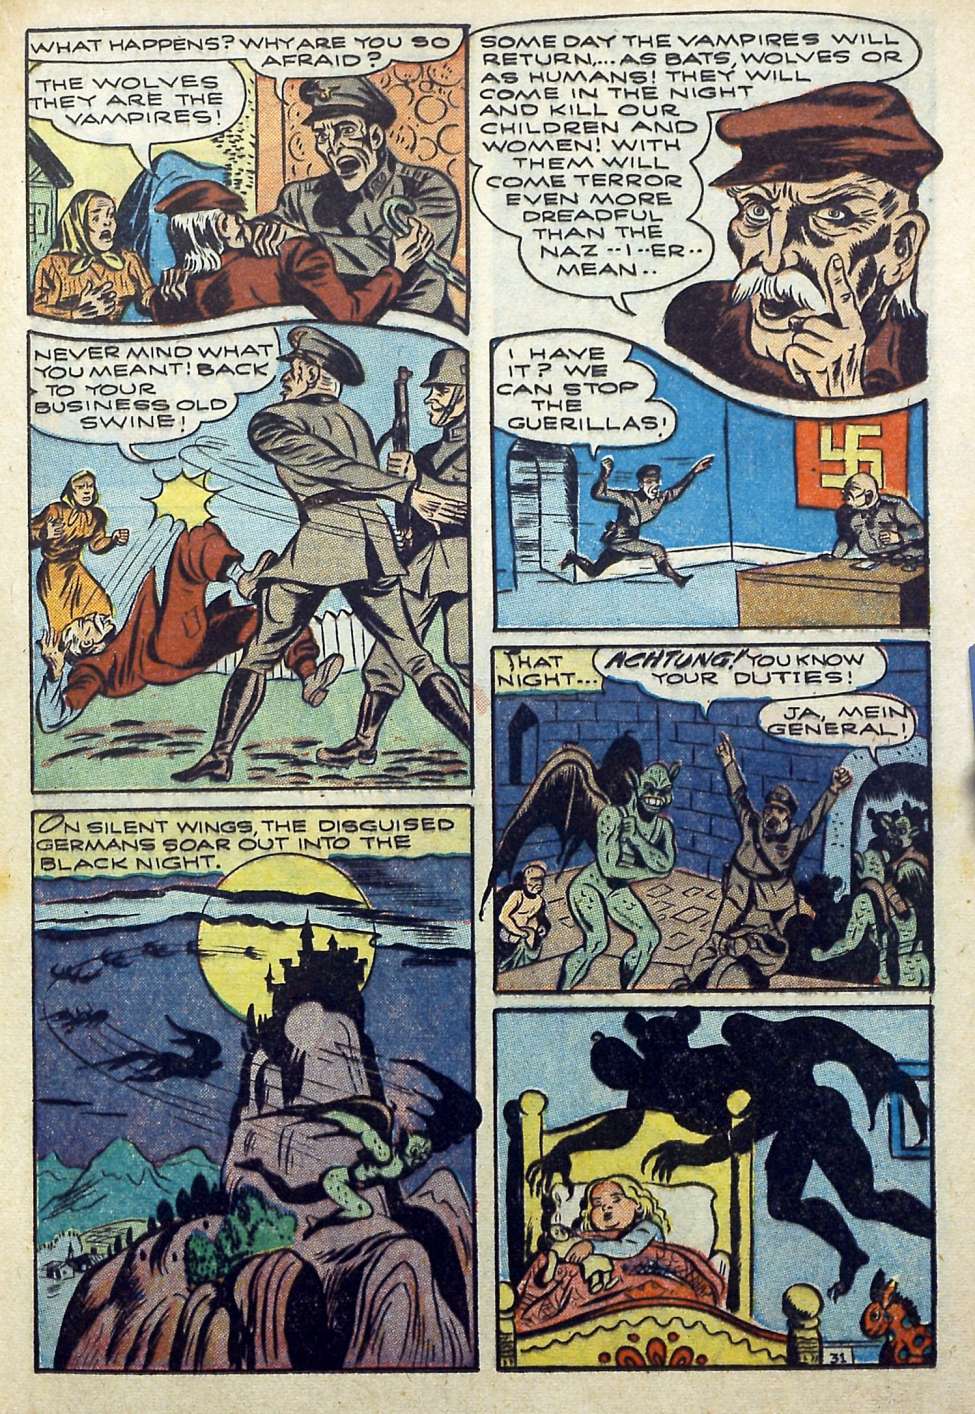 WHAT HAPPENS? WHY ARE YOU SO
AFRAID?
THE WOLVES
THEY ARE THE
VAMPIRES!
SOME DAY THE VAMPIRES WILL
RETURN,... AS BATS, WOLVES OR
AS HUMANS! THEY WILL
COME IN THE NIGHT
AND KILL OUR
CHILDREN AND
WOMEN! WITH
THEM WILL
COME TERROR
EVEN MORE
DREADFUL
THAN THE
NAZ--I--ER--
MEAN..
NEVER MIND WHAT
YOU MEANT! BACK
TO YOUR
BUSINESS OLD
SWINE!
I HAVE
IT? WE
CAN STOP
THE
GUERILLAS!
THAT
NIGHT...
ACHTUNG! YOU KNOW
YOUR DUTIES!
JA, MEIN
GENERAL!
ON SILENT WINGS, THE DISGUISED
GERMANS SOAR OUT INTO THE
BLACK NIGHT.
31